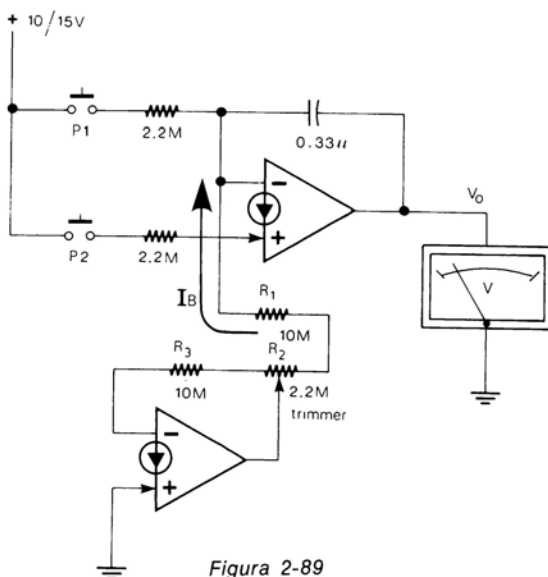 + 10/15V
P1
2.2M
0.33u
−
+
V₀
P2
2.2M
V
I_B
R₁
10M
R₃
R₂
10M
2.2M
trimmer
−
+
Figura 2-89